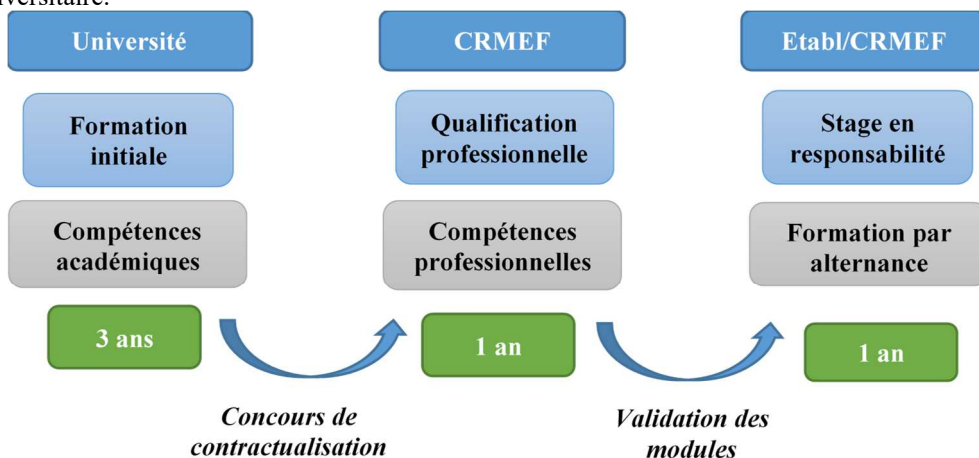 Université
CRMEF
Etabl/CRMEF
Formation
initiale
Qualification
professionnelle
Stage en
responsabilité
Compétences
académiques
Compétences
professionnelles
Formation par
alternance
3 ans
1 an
1 an
Concours de
contractualisation
Validation des
modules